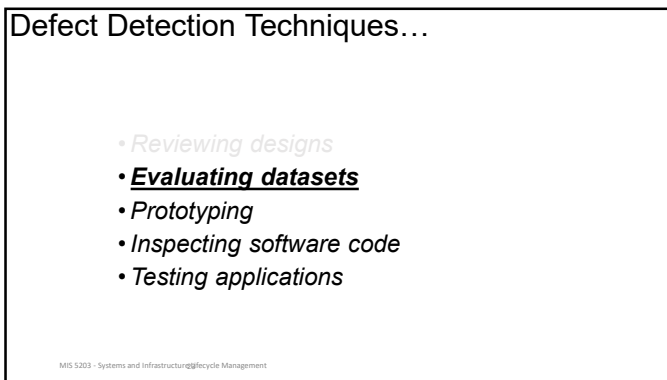 Defect Detection Techniques…
• Reviewing designs
• Evaluating datasets
• Prototyping
• Inspecting software code
• Testing applications
MIS 5203 - Systems and Infrastructure Lifecycle Management